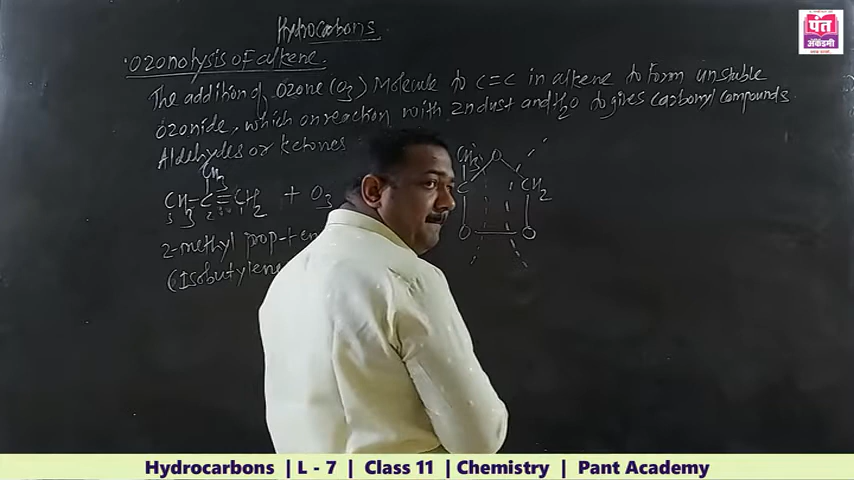 Hydrocarbons
ozonolysis of alkene
The addition of Ozone (O3) Molecule to C=C in alkene to form unstable
ozonide, which on reaction with Zn dust and H2O to gives carbonyl compounds
Aldehydes or ketones
CH3
CH3-C=CH2 + O3
3 2 1
2-methyl prop-1-en
(Isobutylene
CH3 O
C CH2
O O
पंत
अकॅडमी
Hydrocarbons | L - 7 | Class 11 | Chemistry | Pant Academy